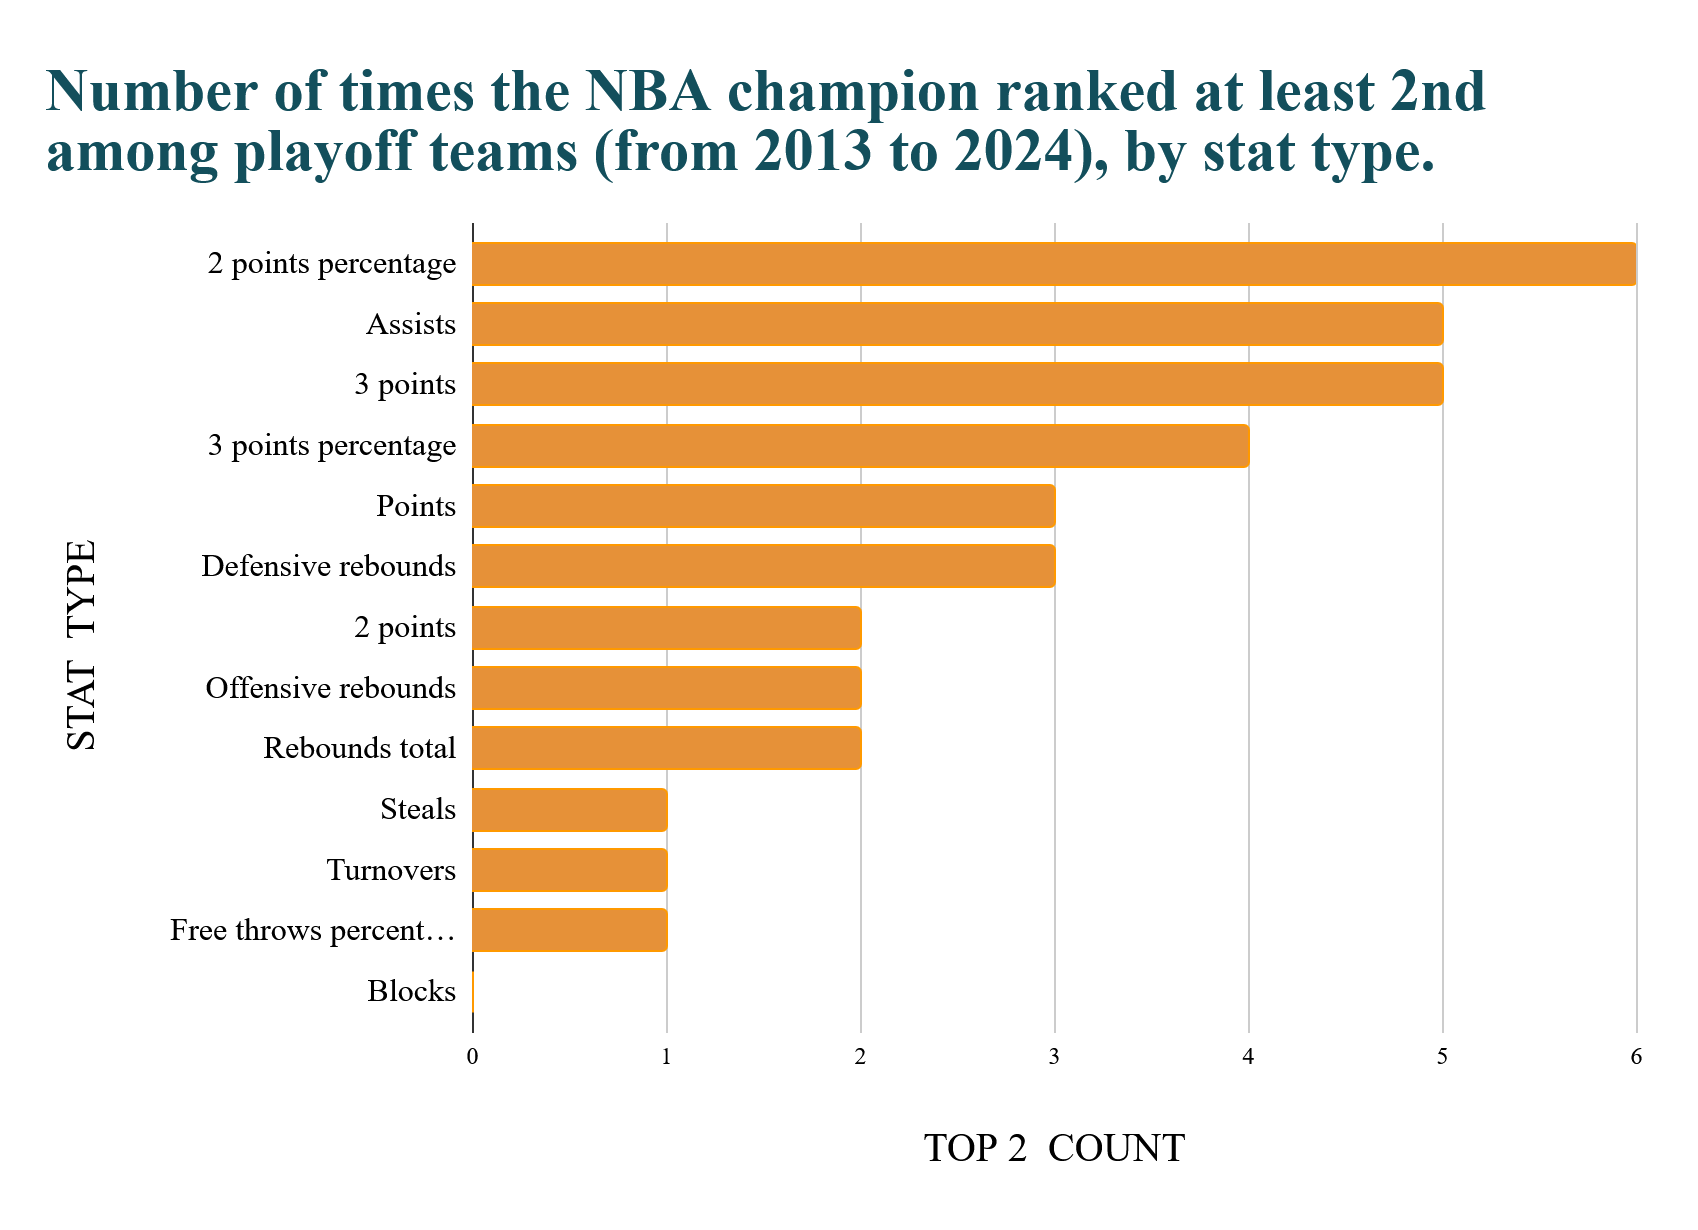 Number of times the NBA champion ranked at least 2nd
among playoff teams (from 2013 to 2024), by stat type.
STAT TYPE
2 points percentage
Assists
3 points
3 points percentage
Points
Defensive rebounds
2 points
Offensive rebounds
Rebounds total
Steals
Turnovers
Free throws percent…
Blocks
0 1 2 3 4 5 6
TOP 2 COUNT